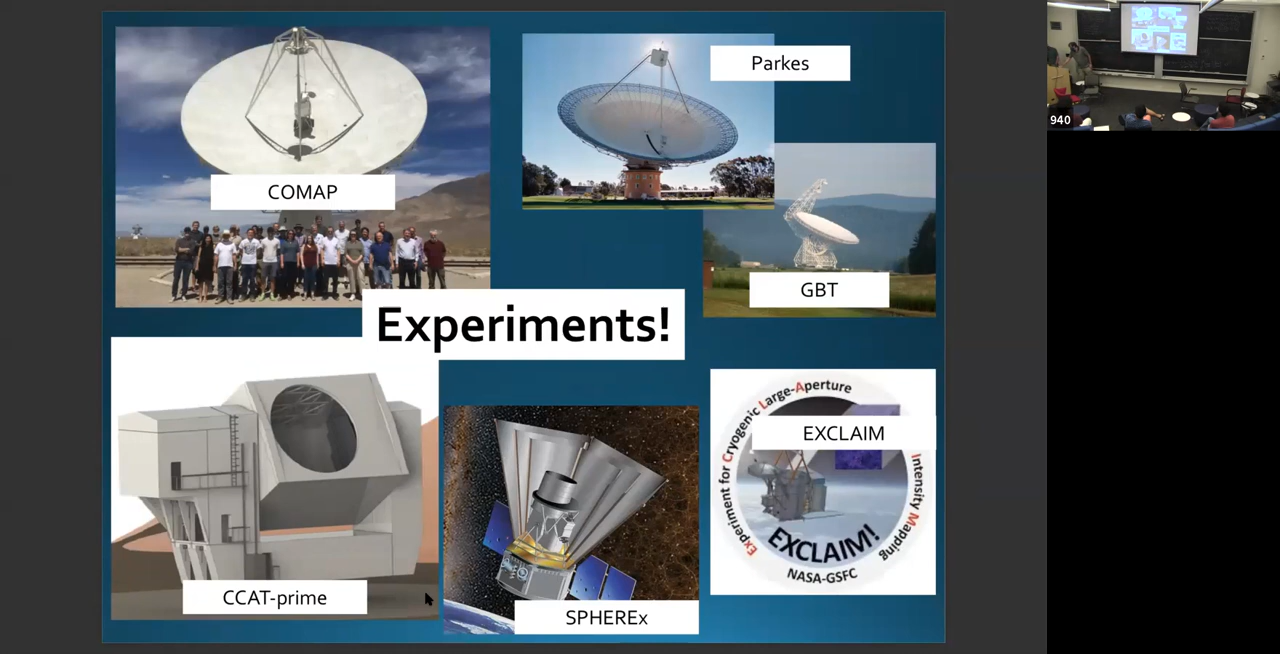 COMAP
Parkes
GBT
Experiments!
CCAT-prime
SPHEREx
EXCLAIM
Experiment for Cryogenic Large-Aperture
Intensity Mapping
EXCLAIM!
NASA-GSFC
940